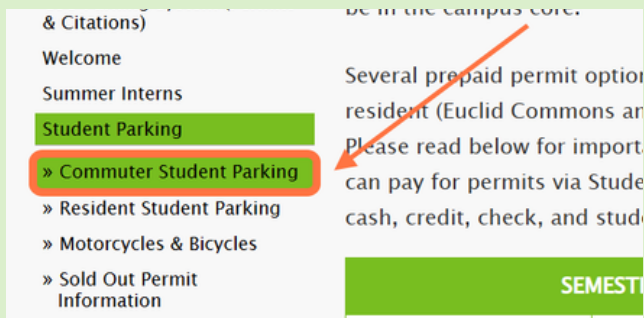 & Citations)
Welcome
Summer Interns
Student Parking
» Commuter Student Parking
» Resident Student Parking
» Motorcycles & Bicycles
» Sold Out Permit
Information
be in the campus core.
Several prepaid permit option
resident (Euclid Commons an
Please read below for importa
can pay for permits via Stude
cash, credit, check, and stude
SEMEST